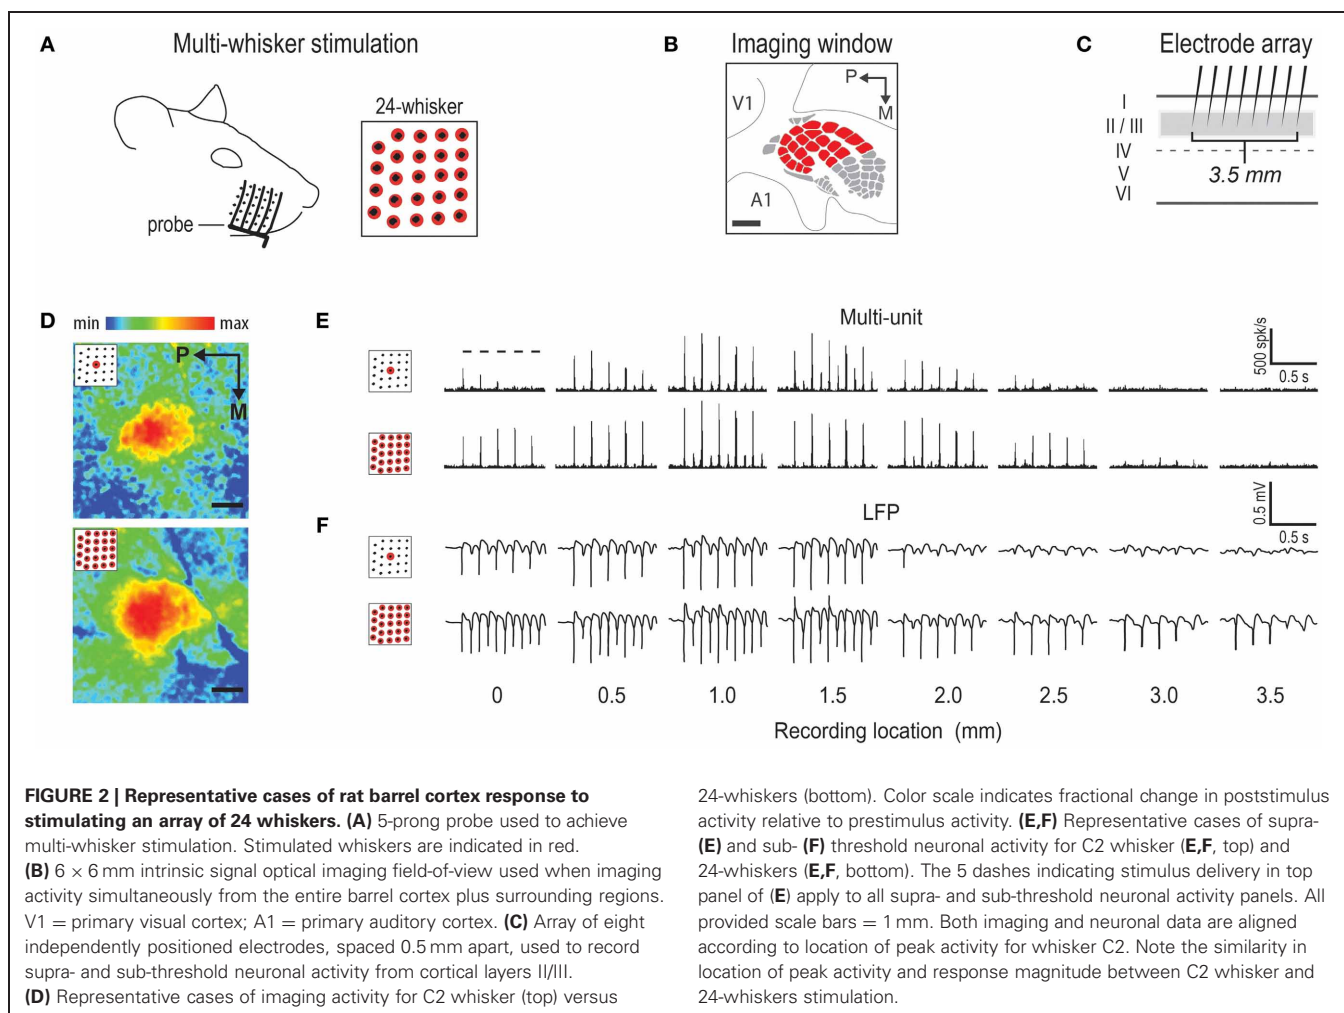 A
Multi-whisker stimulation
24-whisker
probe
B
Imaging window
P
M
V1
A1
C
Electrode array
I
II / III
IV
V
VI
3.5 mm
D
min
max
P
M
E
Multi-unit
500 spk/s
0.5 s
F
LFP
0.5 mV
0.5 s
0
0.5
1.0
1.5
2.0
2.5
3.0
3.5
Recording location (mm)
FIGURE 2 | Representative cases of rat barrel cortex response to
stimulating an array of 24 whiskers. (A) 5-prong probe used to achieve
multi-whisker stimulation. Stimulated whiskers are indicated in red.
(B) 6 × 6 mm intrinsic signal optical imaging field-of-view used when imaging
activity simultaneously from the entire barrel cortex plus surrounding regions.
V1 = primary visual cortex; A1 = primary auditory cortex. (C) Array of eight
independently positioned electrodes, spaced 0.5 mm apart, used to record
supra- and sub-threshold neuronal activity from cortical layers II/III.
(D) Representative cases of imaging activity for C2 whisker (top) versus
24-whiskers (bottom). Color scale indicates fractional change in poststimulus
activity relative to prestimulus activity. (E,F) Representative cases of supra-
(E) and sub- (F) threshold neuronal activity for C2 whisker (E,F, top) and
24-whiskers (E,F, bottom). The 5 dashes indicating stimulus delivery in top
panel of (E) apply to all supra- and sub-threshold neuronal activity panels. All
provided scale bars = 1 mm. Both imaging and neuronal data are aligned
according to location of peak activity for whisker C2. Note the similarity in
location of peak activity and response magnitude between C2 whisker and
24-whiskers stimulation.